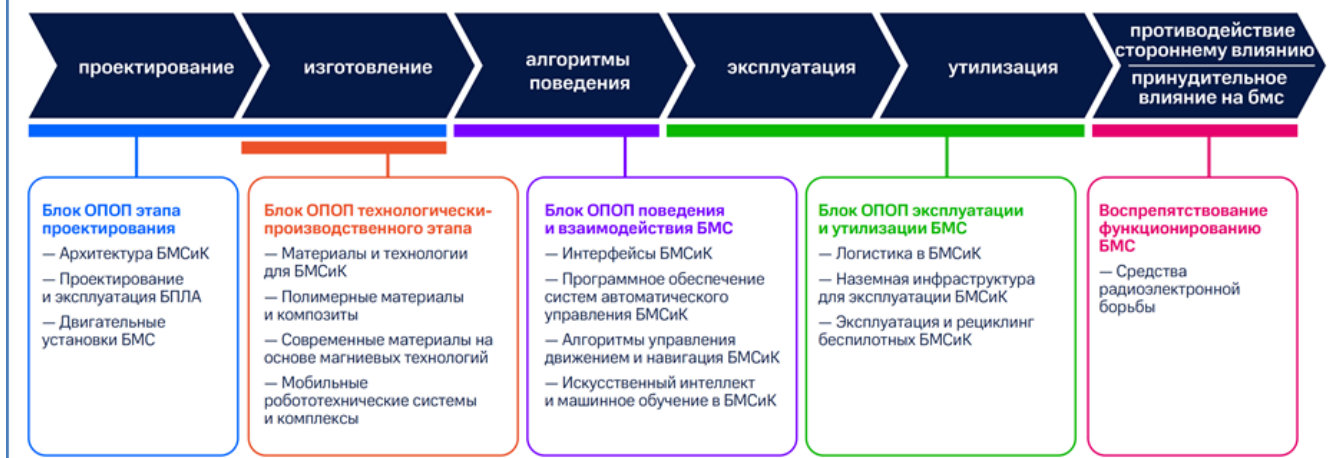 проектирование
изготовление
алгоритмы
поведения
эксплуатация
утилизация
противодействие
стороннему влиянию
принудительное
влияние на бмс
Блок ОПОП этапа
проектирования
— Архитектура БМСиК
— Проектирование
и эксплуатация БПЛА
— Двигательные
установки БМС
Блок ОПОП технологически-
производственного этапа
— Материалы и технологии
для БМСиК
— Полимерные материалы
и композиты
— Современные материалы на
основе магниевых технологий
— Мобильные
робототехнические системы
и комплексы
Блок ОПОП поведения
и взаимодействия БМС
— Интерфейсы БМСиК
— Программное обеспечение
систем автоматического
управления БМСиК
— Алгоритмы управления
движением и навигация БМСиК
— Искусственный интеллект
и машинное обучение в БМСиК
Блок ОПОП эксплуатации
и утилизации БМС
— Логистика в БМСиК
— Наземная инфраструктура
для эксплуатации БМСиК
— Эксплуатация и рециклинг
беспилотных БМСиК
Воспрепятствование
функционированию
БМС
— Средства
радиоэлектронной
борьбы